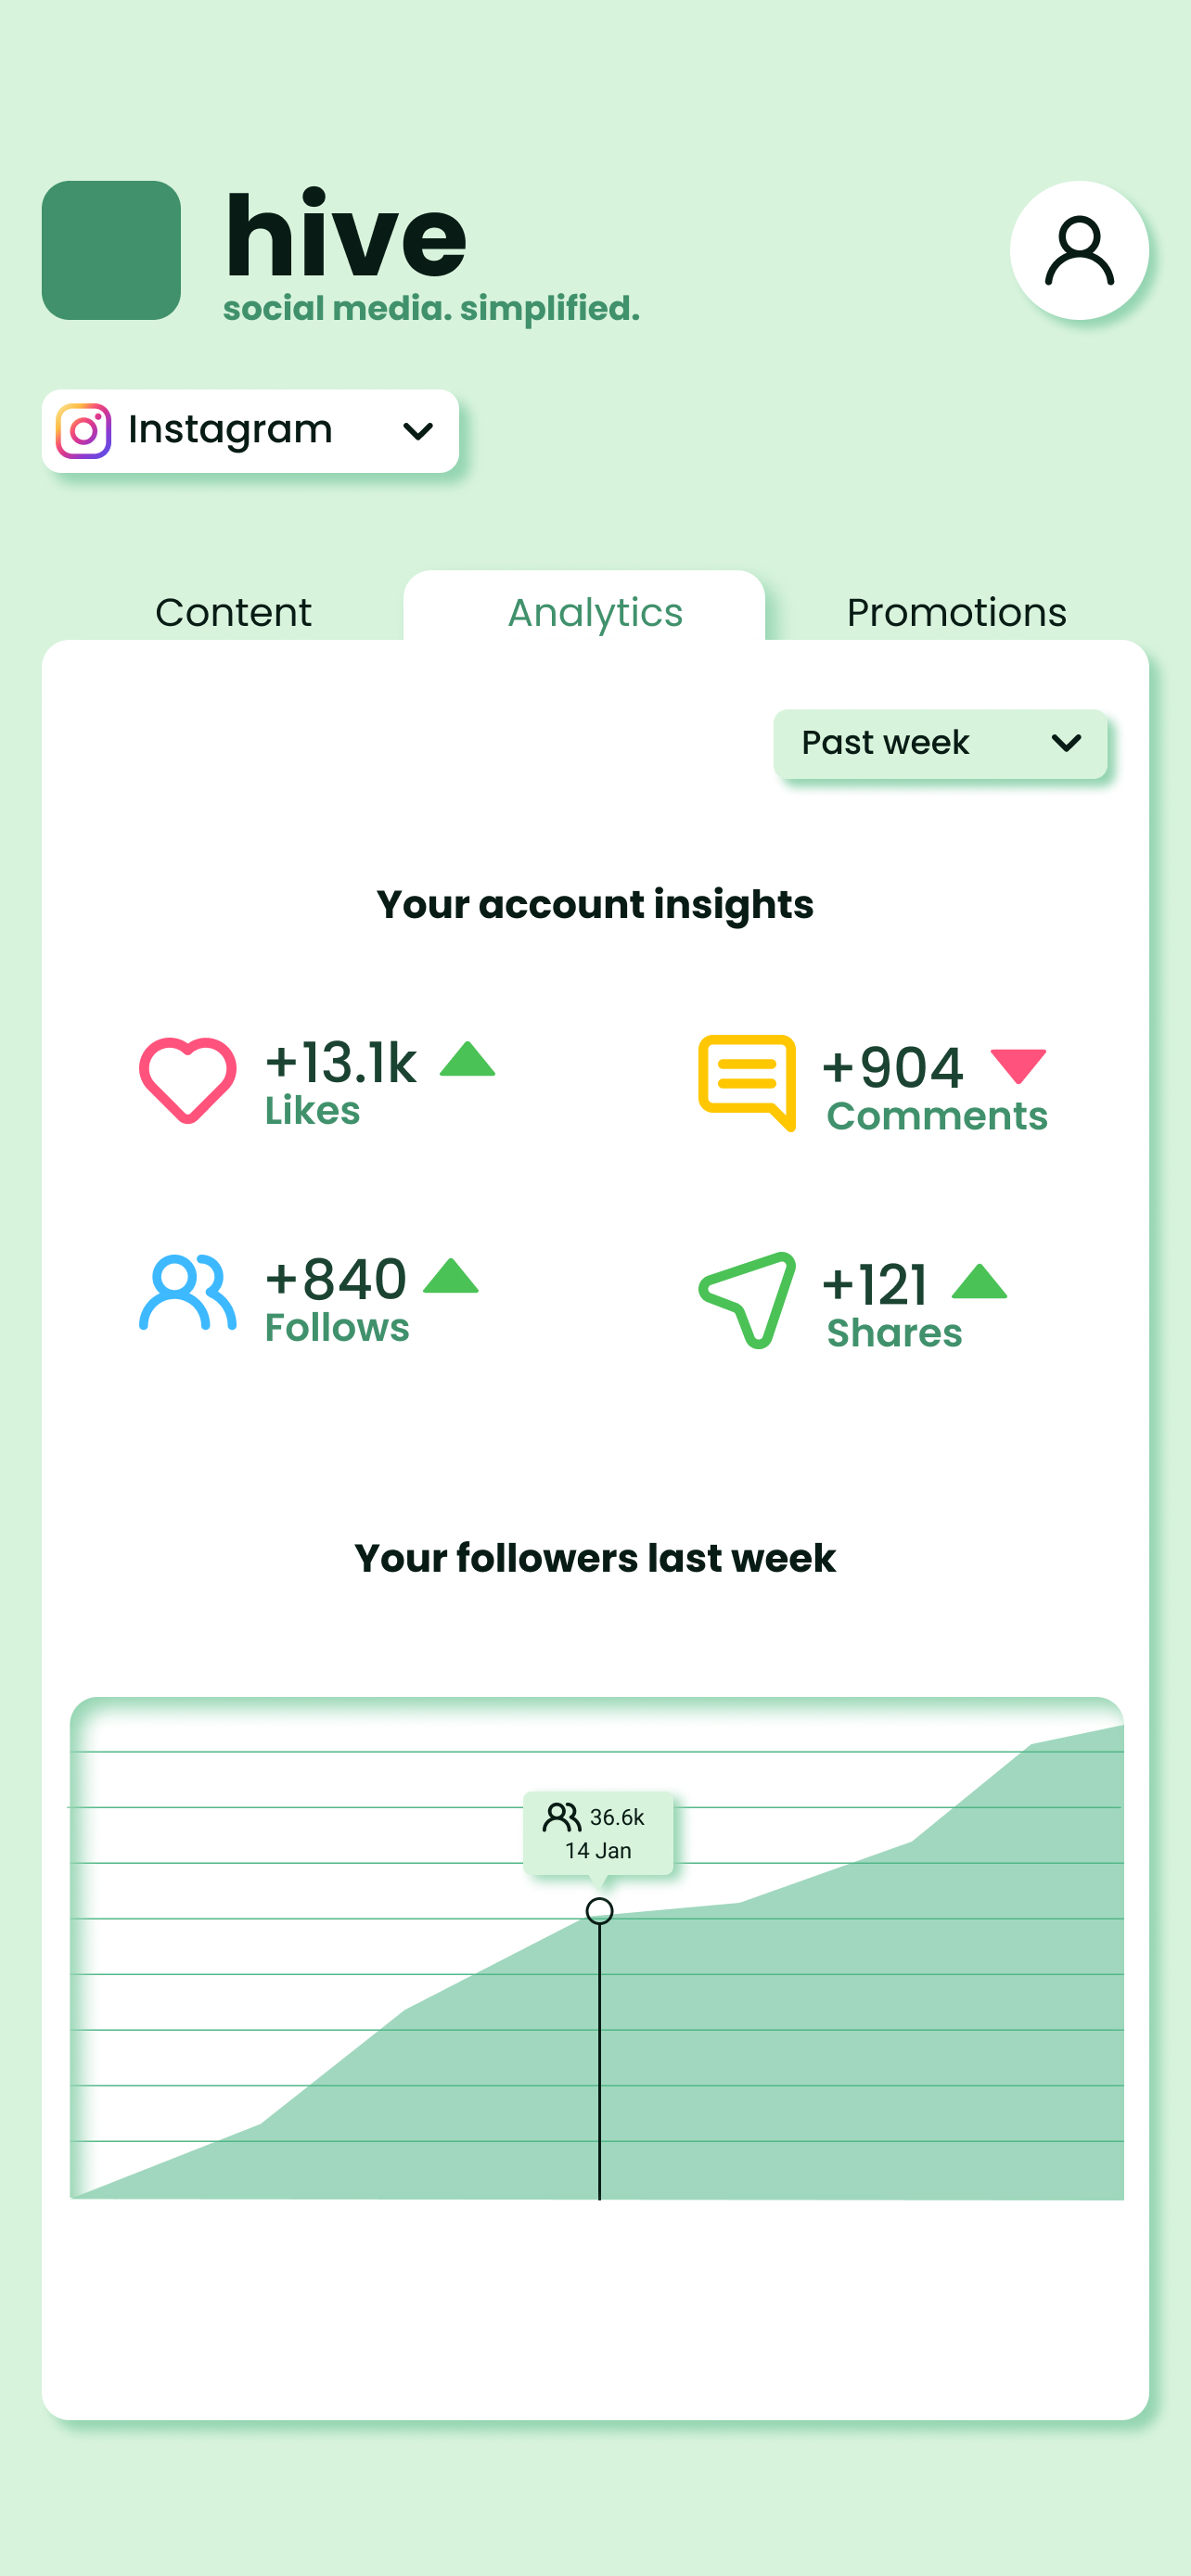 hive
social media. simplified.
Instagram
Content Analytics Promotions
Past week
Your account insights
+13.1k
Likes
+904
Comments
+840
Follows
+121
Shares
Your followers last week
36.6k
14 Jan